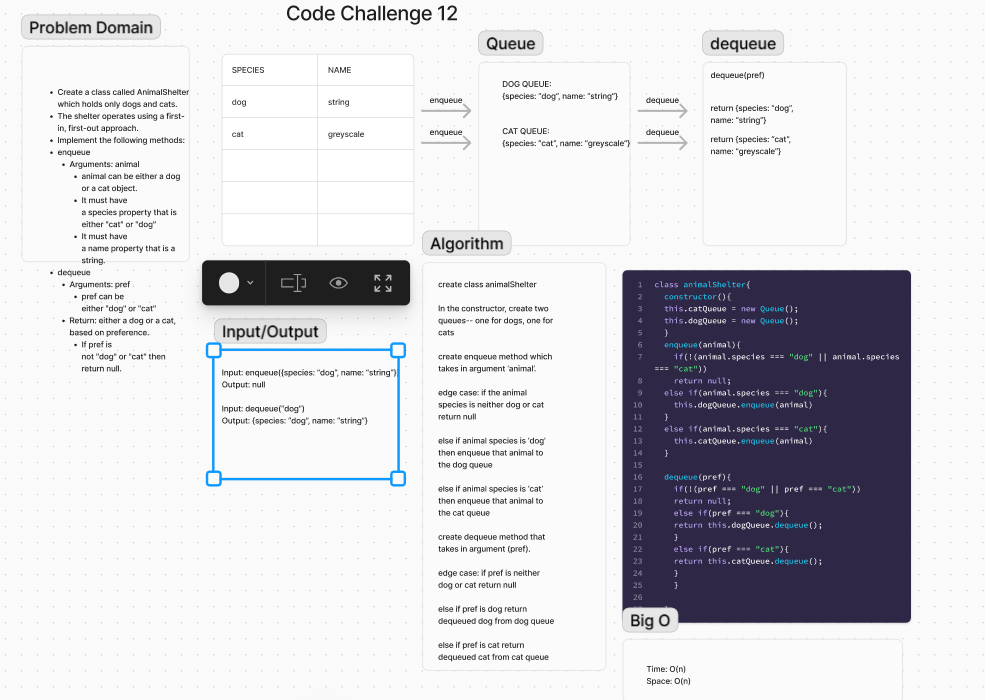 Code Challenge 12
Problem Domain
Create a class called AnimalShelter
which holds only dogs and cats.
The shelter operates using a first-
in, first-out approach.
Implement the following methods:
enqueue
Arguments: animal
animal can be either a dog
or a cat object.
It must have
a species property that is
either "cat" or "dog"
It must have
a name property that is a
string.
dequeue
Arguments: pref
pref can be
either "dog" or "cat"
Return: either a dog or a cat,
based on preference.
If pref is
not "dog" or "cat" then
return null.
SPECIES NAME
dog string
cat greyscale
enqueue
enqueue
Queue
DOG QUEUE:
{species: "dog", name: "string"}
CAT QUEUE:
{species: "cat", name: "greyscale"}
dequeue
dequeue
dequeue
dequeue(pref)
return {species: "dog",
name: "string"}
return {species: "cat",
name: "greyscale"}
Input/Output
Input: enqueue({species: "dog", name: "string"}
Output: null
Input: dequeue("dog")
Output: {species: "dog", name: "string"}
Algorithm
create class animalShelter
In the constructor, create two
queues-- one for dogs, one for
cats
create enqueue method which
takes in argument 'animal'.
edge case: if the animal
species is neither dog or cat
return null
else if animal species is 'dog'
then enqueue that animal to
the dog queue
else if animal species is 'cat'
then enqueue that animal to
the cat queue
create dequeue method that
takes in argument (pref).
edge case: if pref is neither
dog or cat return null
else if pref is dog return
dequeued dog from dog queue
else if pref is cat return
dequeued cat from cat queue
1 class animalShelter{
2 constructor(){
3 this.catQueue = new Queue();
4 this.dogQueue = new Queue();
5 }
6 enqueue(animal){
7 if(!(animal.species === "dog" || animal.species
=== "cat"))
8 return null;
9 else if(animal.species === "dog"){
10 this.dogQueue.enqueue(animal)
11 }
12 else if(animal.species === "cat"){
13 this.catQueue.enqueue(animal)
14 }
15
16 dequeue(pref){
17 if(!(pref === "dog" || pref === "cat"))
18 return null;
19 else if(pref === "dog"){
20 return this.dogQueue.dequeue();
21 }
22 else if(pref === "cat"){
23 return this.catQueue.dequeue();
24 }
25 }
26
Big O
Time: O(n)
Space: O(n)